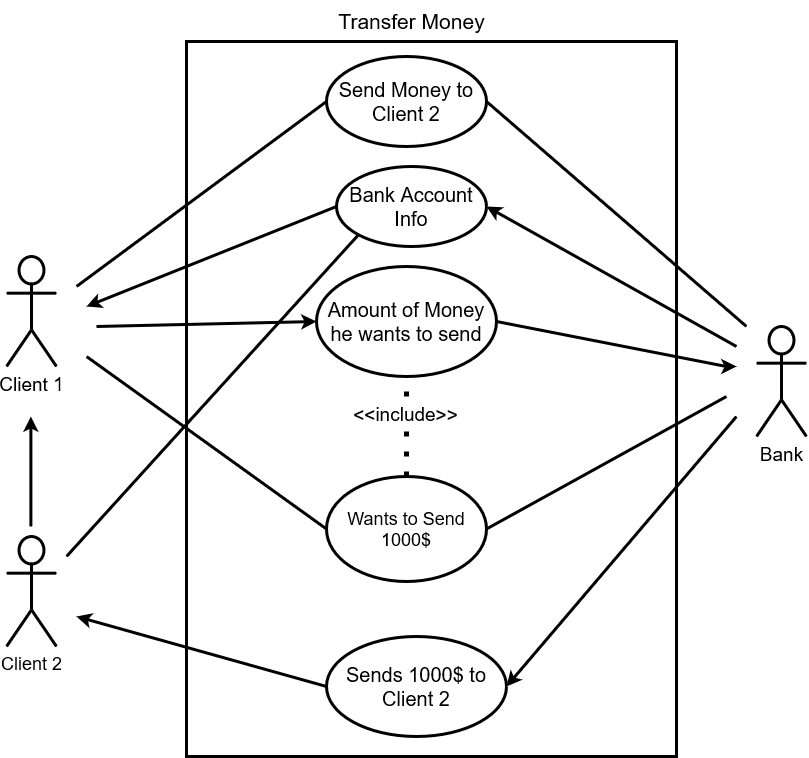 Transfer Money
Send Money to
Client 2
Bank Account
Info
Amount of Money
he wants to send
Client 1
<<include>>
Bank
Wants to Send
1000$
Client 2
Sends 1000$ to
Client 2